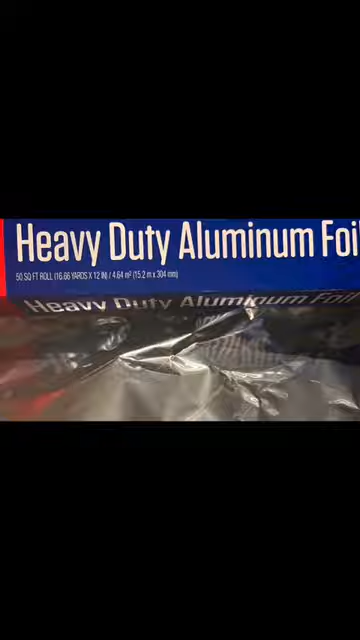 Heavy Duty Aluminum Foil
50 SQ FT ROLL (16.66 YARDS X 12 IN) / 4.64 m² (15.2 m x 304 mm)
Heavy Duty Aluminum Foil